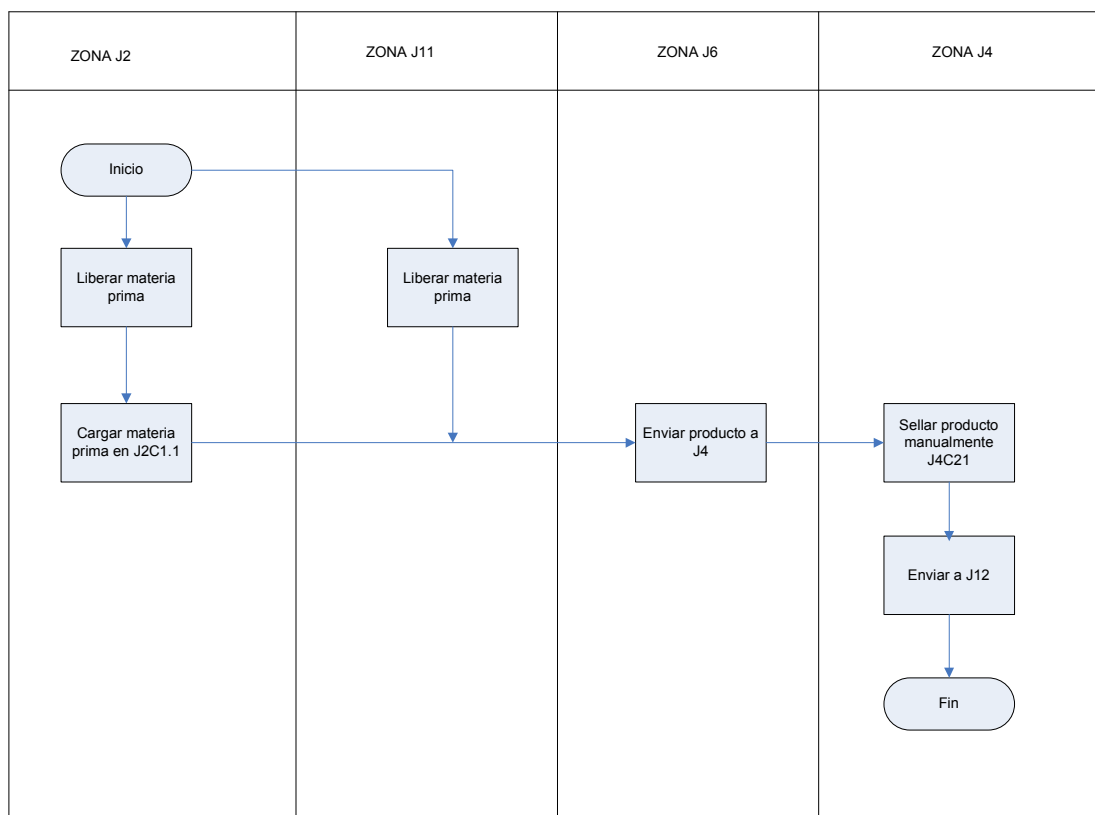 ZONA J2
ZONA J11
ZONA J6
ZONA J4
Inicio
Liberar materia
prima
Liberar materia
prima
Cargar materia
prima en J2C1.1
Enviar producto a
J4
Sellar producto
manualmente
J4C21
Enviar a J12
Fin